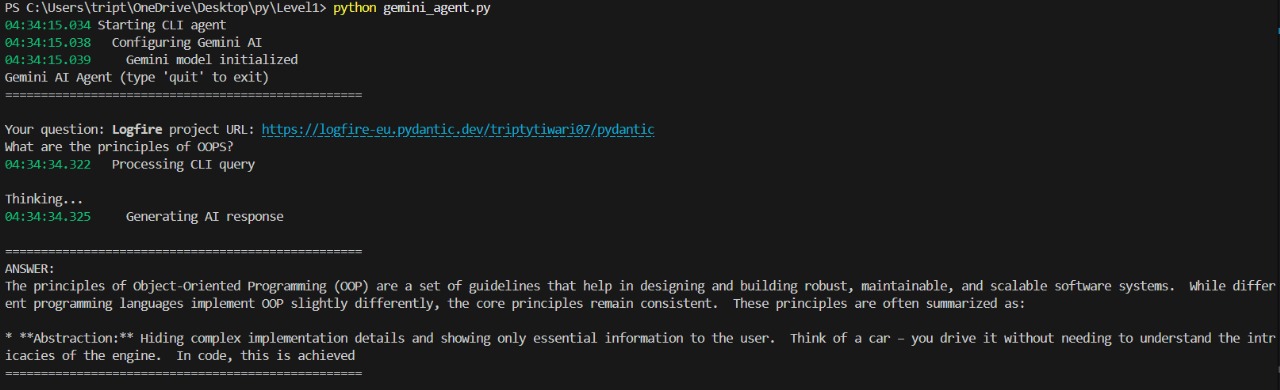 PS C:\Users\tript\OneDrive\Desktop\py\Level1> python gemini_agent.py
04:34:15.034 Starting CLI agent
04:34:15.038   Configuring Gemini AI
04:34:15.039     Gemini model initialized
Gemini AI Agent (type 'quit' to exit)
==================================================
Your question: Logfire project URL: https://logfire-eu.pydantic.dev/triptytiwari07/pydantic
What are the principles of OOPS?
04:34:34.322   Processing CLI query
Thinking...
04:34:34.325     Generating AI response
==================================================
ANSWER:
The principles of Object-Oriented Programming (OOP) are a set of guidelines that help in designing and building robust, maintainable, and scalable software systems.  While differ
ent programming languages implement OOP slightly differently, the core principles remain consistent.  These principles are often summarized as:
* **Abstraction:** Hiding complex implementation details and showing only essential information to the user.  Think of a car – you drive it without needing to understand the intr
icacies of the engine.  In code, this is achieved
==================================================